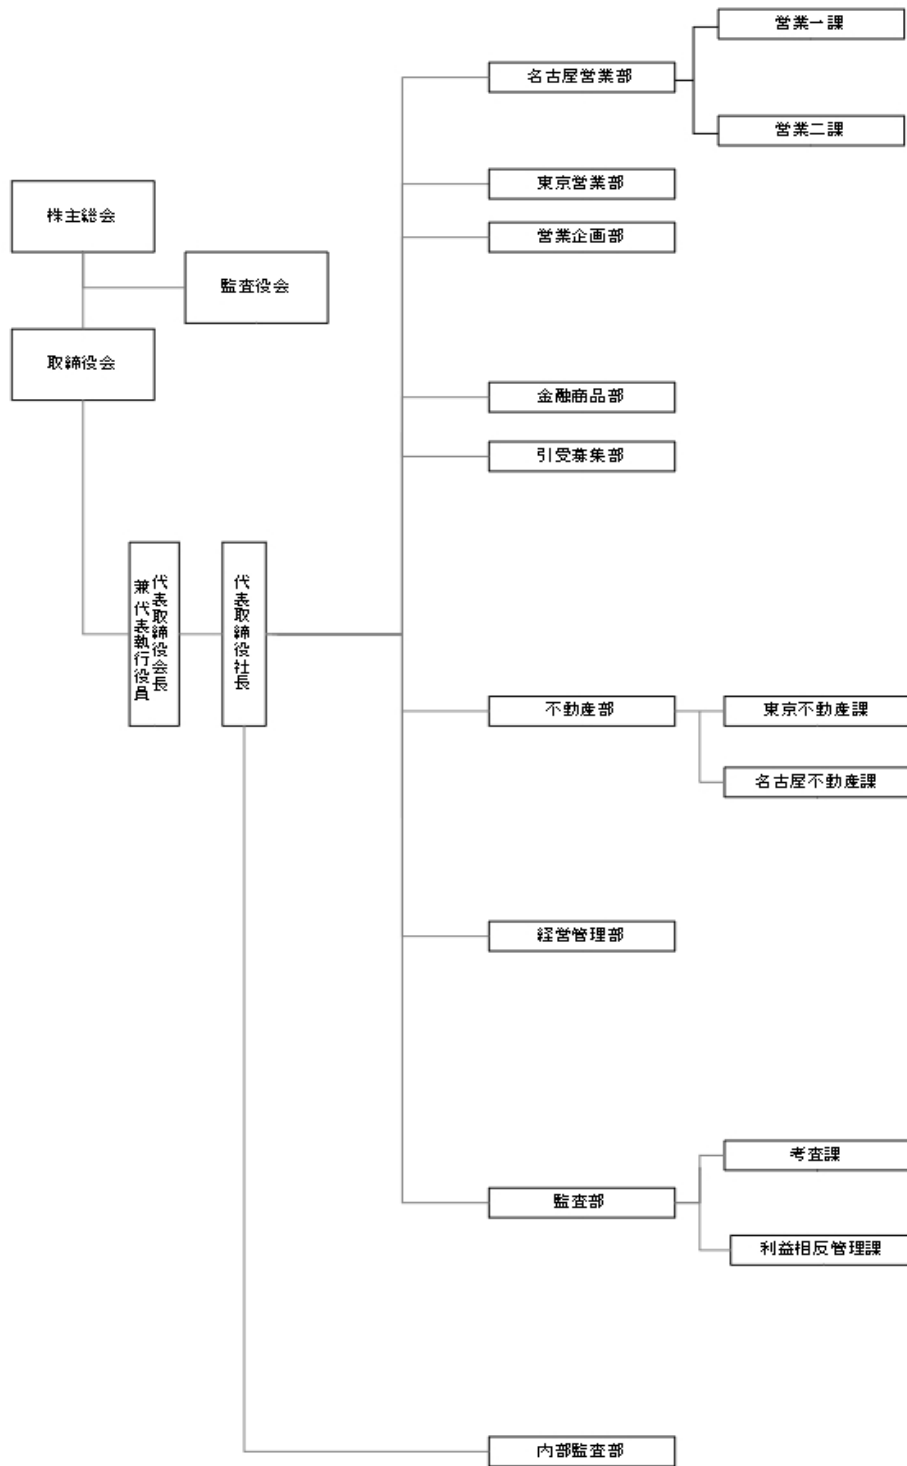 株主総会
監査役会
取締役会
代表取締役会長
兼 代表執行役員
代表取締役社長
名古屋営業部
営業一課
営業二課
東京営業部
営業企画部
金融商品部
引受募集部
不動産部
東京不動産課
名古屋不動産課
経営管理部
監査部
考査課
利益相反管理課
内部監査部